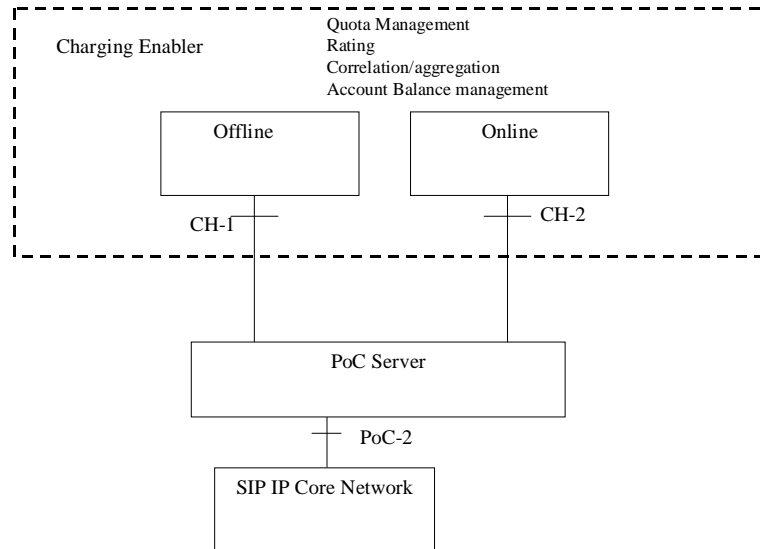 Charging Enabler
Quota Management
Rating
Correlation/aggregation
Account Balance management
Offline
Online
CH-1
CH-2
PoC Server
PoC-2
SIP IP Core Network